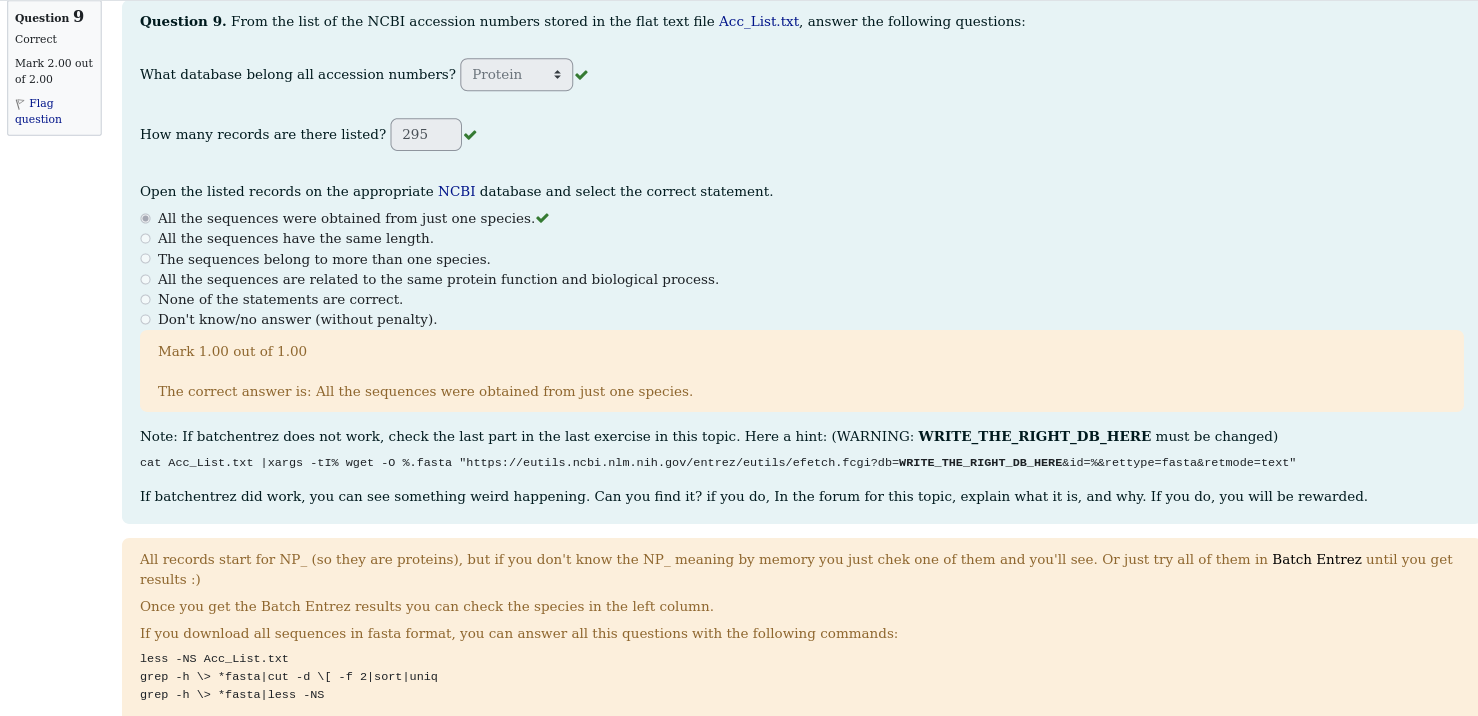 Question 9
Correct
Mark 2.00 out
of 2.00
Flag
question
Question 9. From the list of the NCBI accession numbers stored in the flat text file Acc_List.txt, answer the following questions:
What database belong all accession numbers? Protein
How many records are there listed? 295
Open the listed records on the appropriate NCBI database and select the correct statement.
All the sequences were obtained from just one species.
All the sequences have the same length.
The sequences belong to more than one species.
All the sequences are related to the same protein function and biological process.
None of the statements are correct.
Don't know/no answer (without penalty).
Mark 1.00 out of 1.00
The correct answer is: All the sequences were obtained from just one species.
Note: If batchentrez does not work, check the last part in the last exercise in this topic. Here a hint: (WARNING: WRITE_THE_RIGHT_DB_HERE must be changed)
cat Acc_List.txt |xargs -tI% wget -O %.fasta "https://eutils.ncbi.nlm.nih.gov/entrez/eutils/efetch.fcgi?db=WRITE_THE_RIGHT_DB_HERE&id=%&rettype=fasta&retmode=text"
If batchentrez did work, you can see something weird happening. Can you find it? if you do, In the forum for this topic, explain what it is, and why. If you do, you will be rewarded.
All records start for NP_ (so they are proteins), but if you don't know the NP_ meaning by memory you just chek one of them and you'll see. Or just try all of them in Batch Entrez until you get
results :)
Once you get the Batch Entrez results you can check the species in the left column.
If you download all sequences in fasta format, you can answer all this questions with the following commands:
less -NS Acc_List.txt
grep -h \> *fasta|cut -d \[ -f 2|sort|uniq
grep -h \> *fasta|less -NS